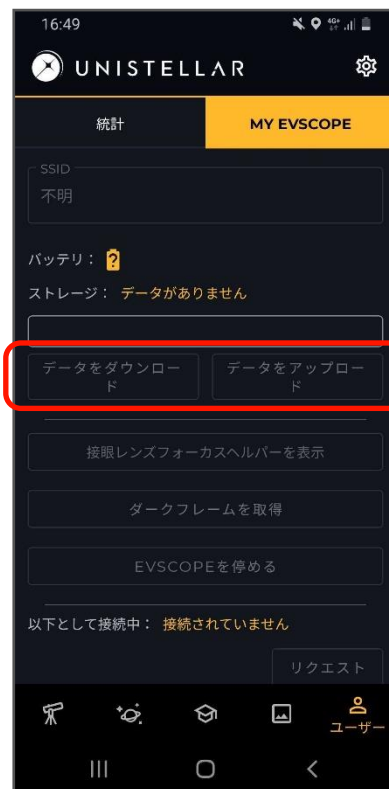 16:49
4G+
UNISTELLAR
統計
MY EVSCOPE
SSID
不明
バッテリ： ?
ストレージ： データがありません
データをダウンロー
ド
データをアップロー
ド
接眼レンズフォーカスヘルパーを表示
ダークフレームを取得
EVSCOPEを停める
以下として接続中： 接続されていません
リクエスト
ユーザー